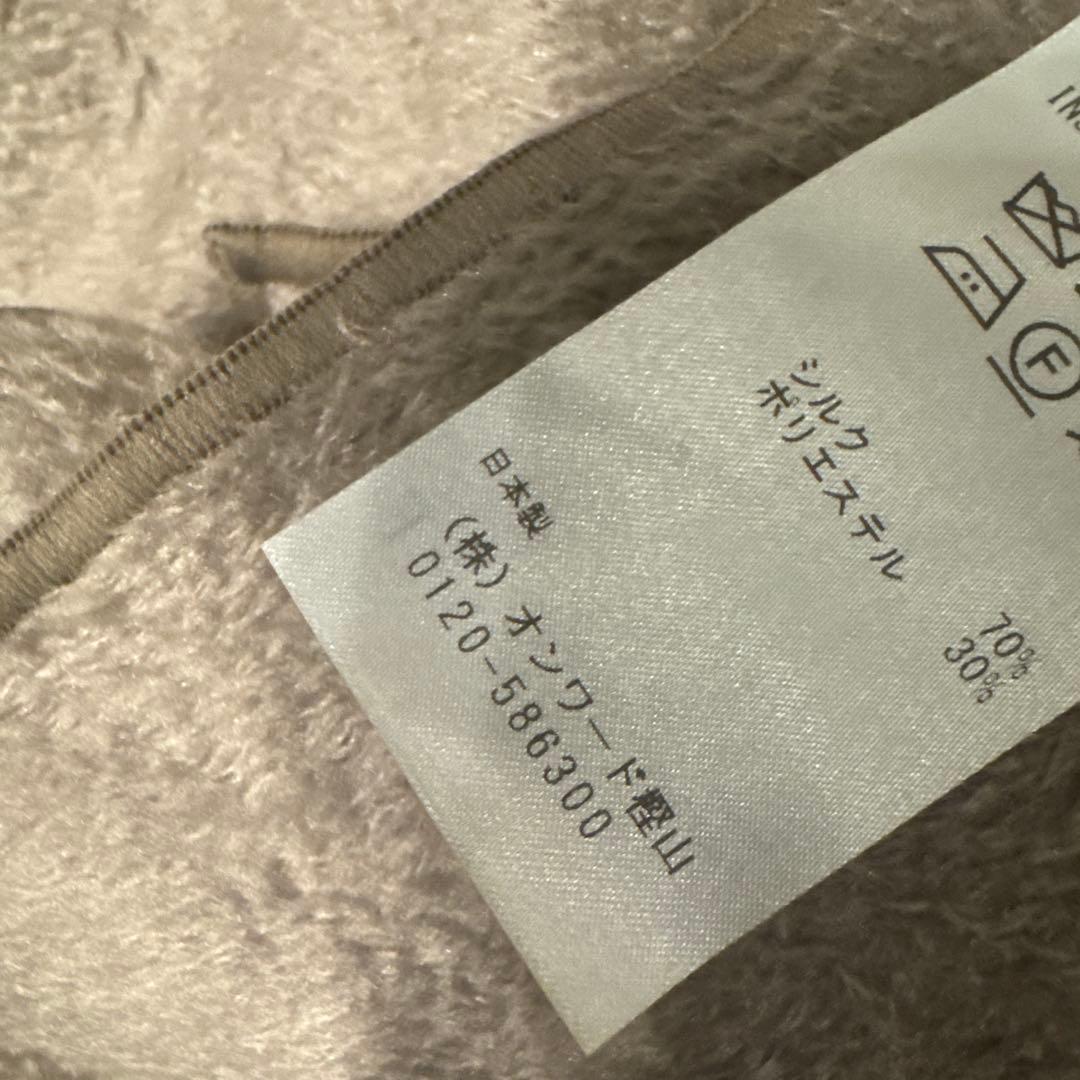 シルク 70%
ポリエステル 30%
日本製
(株)オンワード樫山
0120-586300
F